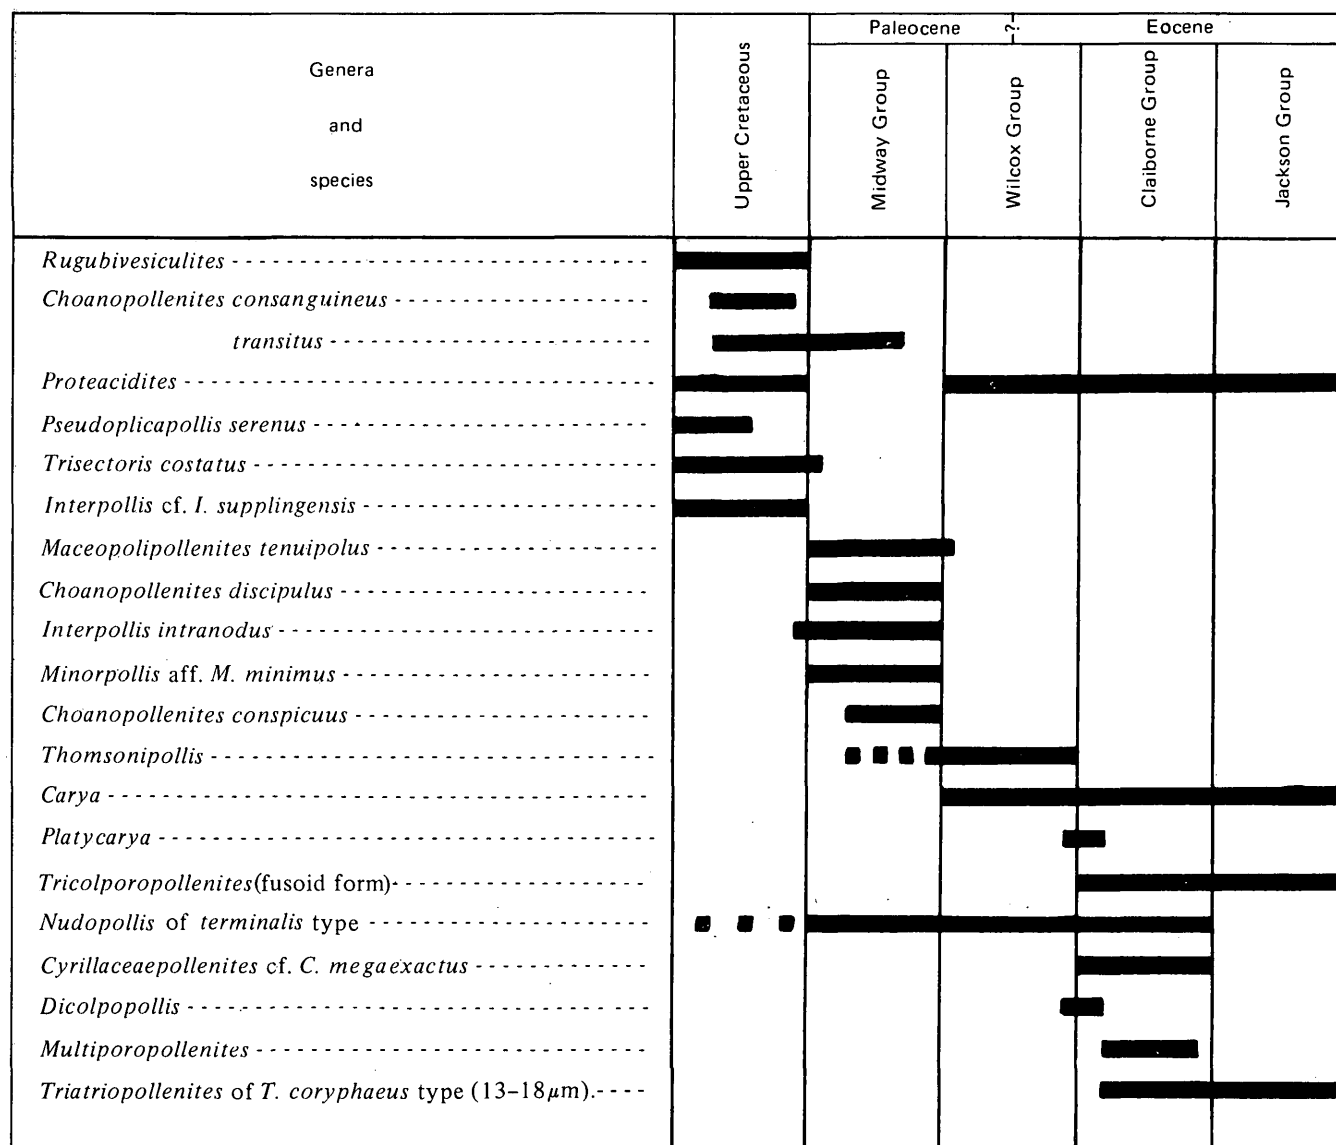 Genera
and
species
Upper Cretaceous
Paleocene ? Eocene
Midway Group
Wilcox Group
Claiborne Group
Jackson Group
Rugubivesiculites
Choanopollenites consanguineus
transitus
Proteacidites
Pseudoplicapollis serenus
Trisectoris costatus
Interpollis cf. I. supplingensis
Maceopolipollenites tenuipolus
Choanopollenites discipulus
Interpollis intranodus
Minorpollis aff. M. minimus
Choanopollenites conspicuus
Thomsonipollis
Carya
Platycarya
Tricolporopollenites (fusoid form)
Nudopollis of terminalis type
Cyrillaceaepollenites cf. C. megaexactus
Dicolpopollis
Multiporopollenites
Triatriopollenites of T. coryphaeus type (13–18μm).